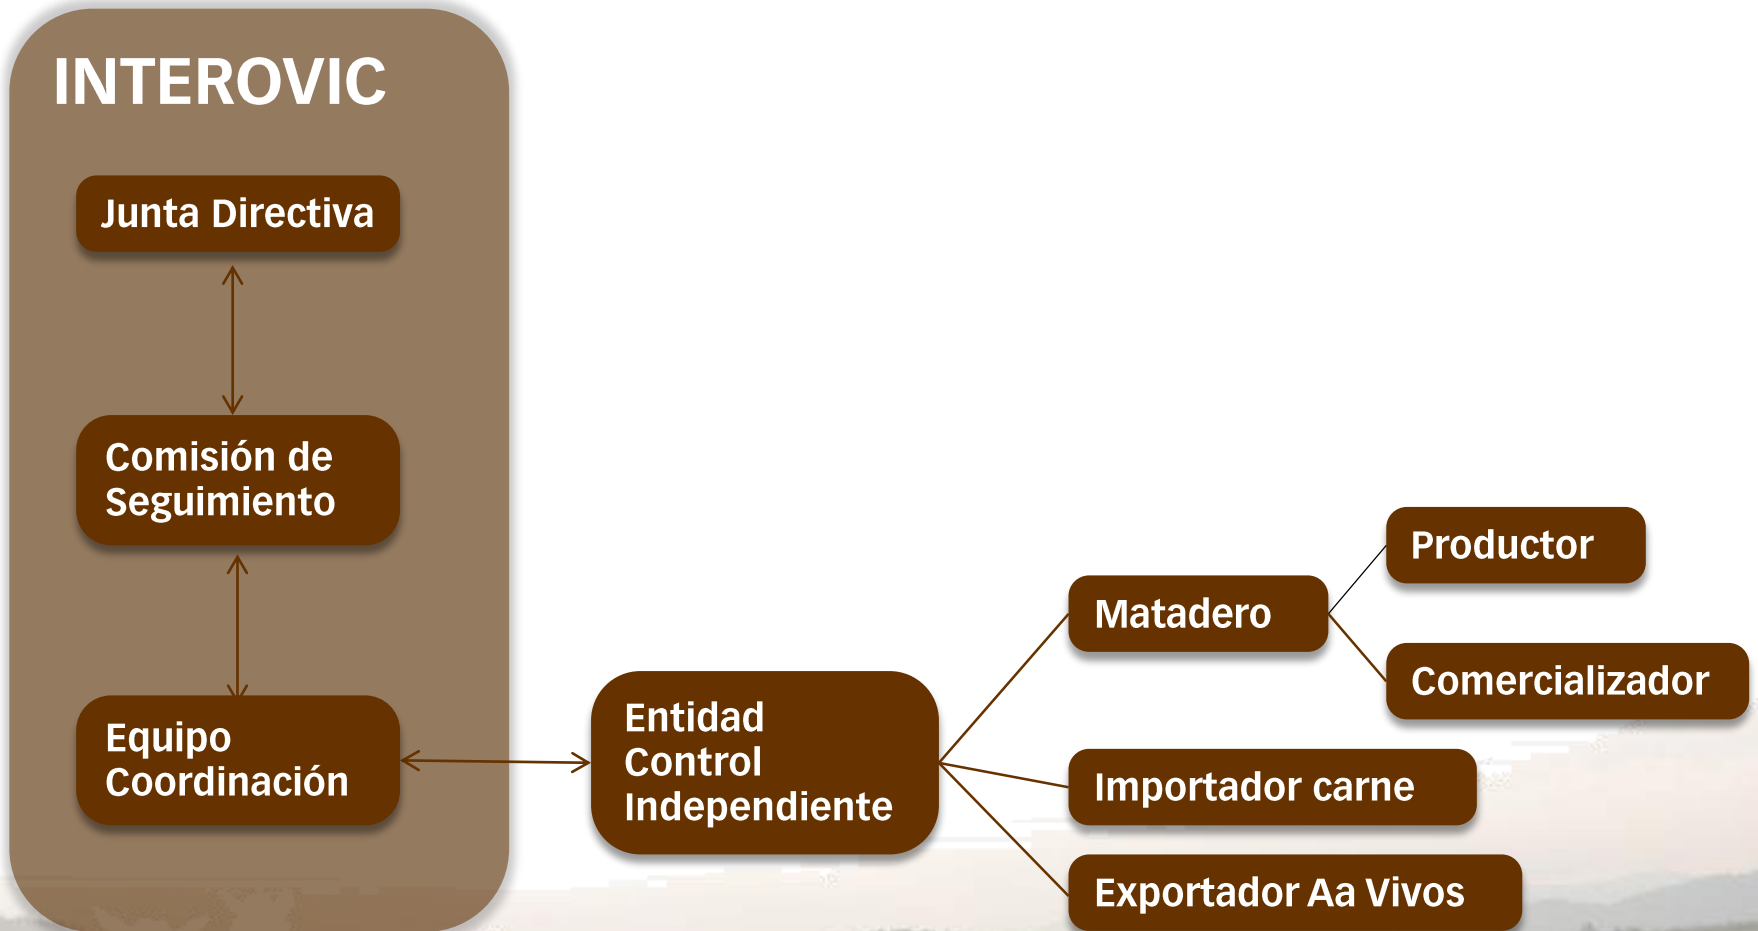 INTEROVIC
Junta Directiva
Comisión de
Seguimiento
Equipo
Coordinación
Entidad
Control
Independiente
Matadero
Productor
Comercializador
Importador carne
Exportador Aa Vivos